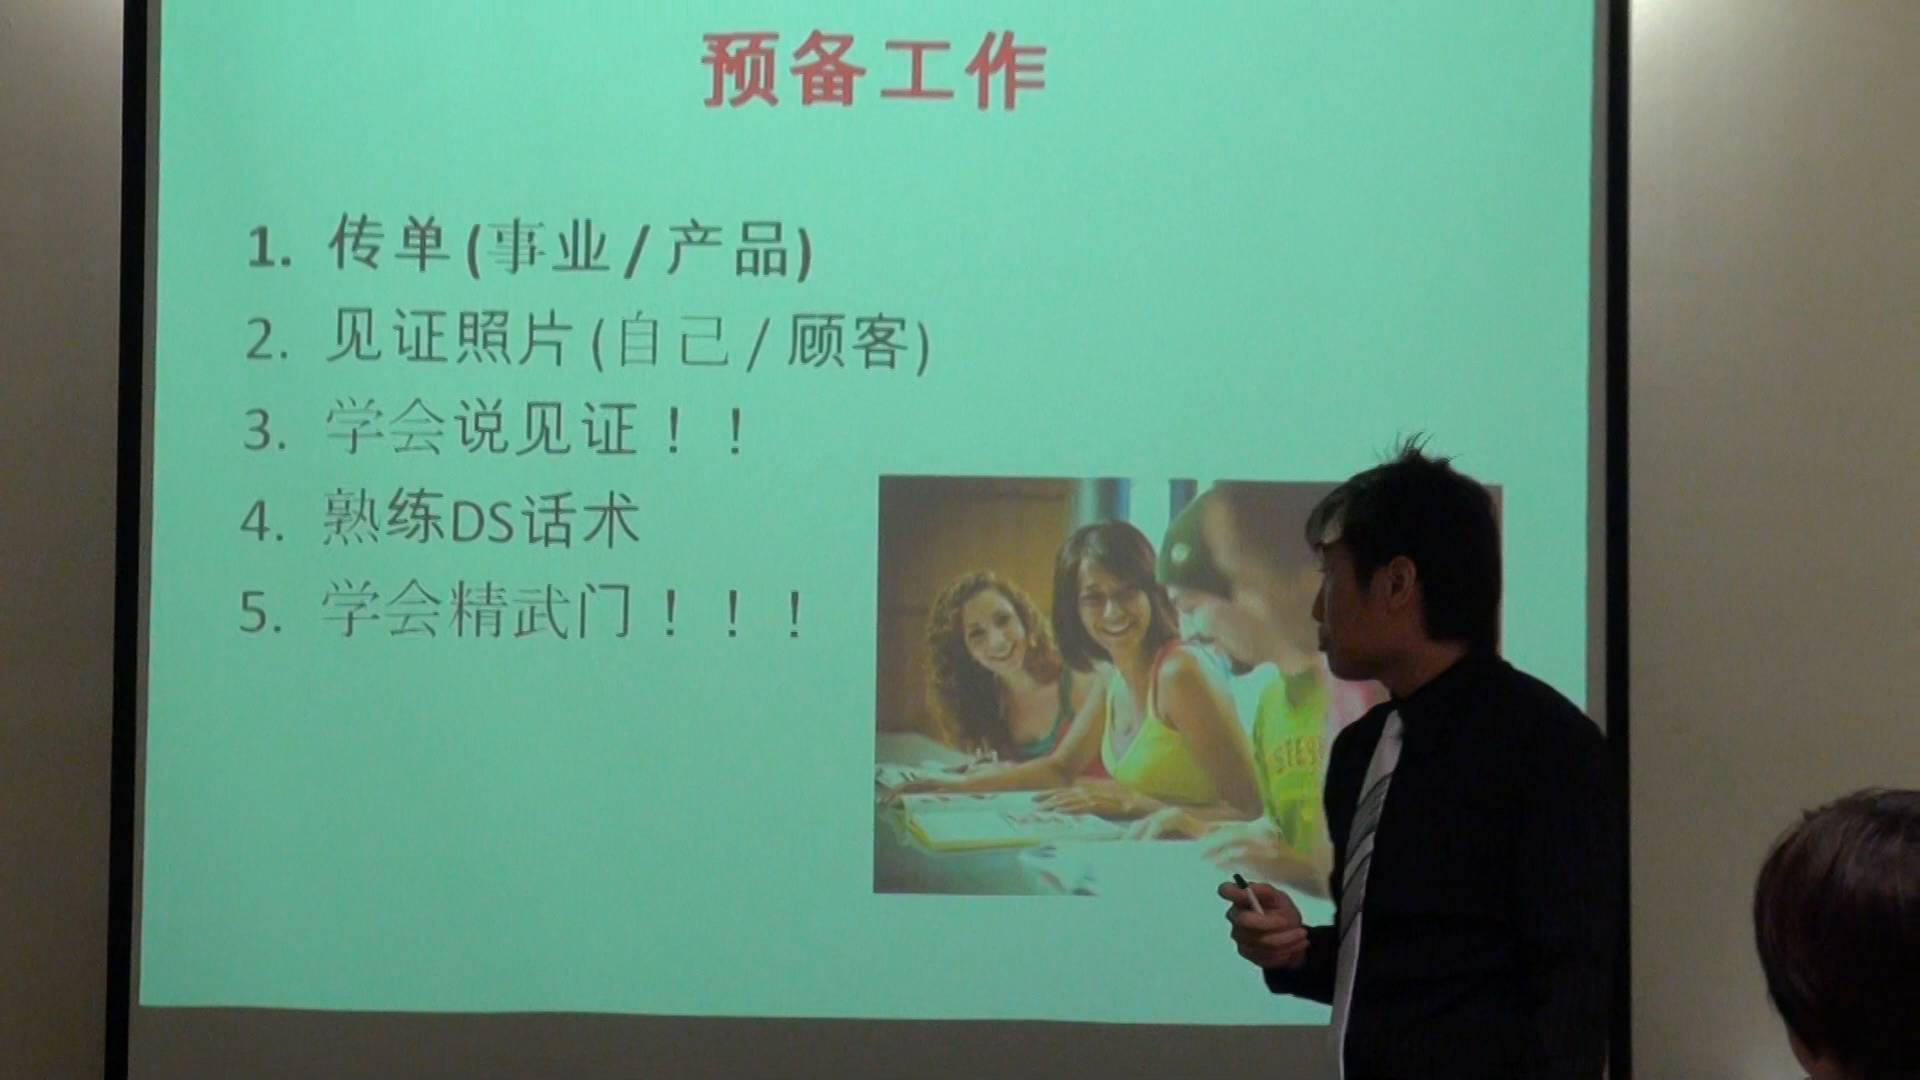 预备工作
1. 传单(事业/产品)
2. 见证照片(自己/顾客)
3. 学会说见证！！
4. 熟练DS话术
5. 学会精武门！！！